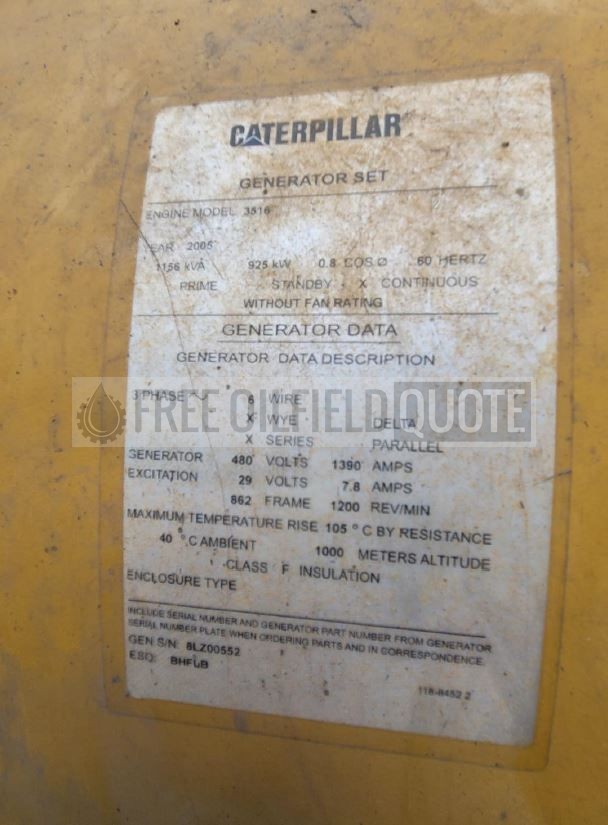 CATERPILLAR
GENERATOR SET
ENGINE MODEL 3516
YEAR 2005
1156 kVA 925 kW 0.8 COS Ø 60 HERTZ
PRIME STANDBY X CONTINUOUS
WITHOUT FAN RATING
GENERATOR DATA
GENERATOR DATA DESCRIPTION
3 PHASE 6 WIRE
FREE OILFIELD QUOTE
X WYE DELTA
X SERIES PARALLEL
GENERATOR 480 VOLTS 1390 AMPS
EXCITATION 29 VOLTS 7.8 AMPS
862 FRAME 1200 REV/MIN
MAXIMUM TEMPERATURE RISE 105 °C BY RESISTANCE
40 °C AMBIENT 1000 METERS ALTITUDE
CLASS F INSULATION
ENCLOSURE TYPE
INCLUDE SERIAL NUMBER AND GENERATOR PART NUMBER FROM GENERATOR
SERIAL NUMBER PLATE WHEN ORDERING PARTS AND IN CORRESPONDENCE.
GEN S/N: 8LZ00552
ESO:
118-8452 2